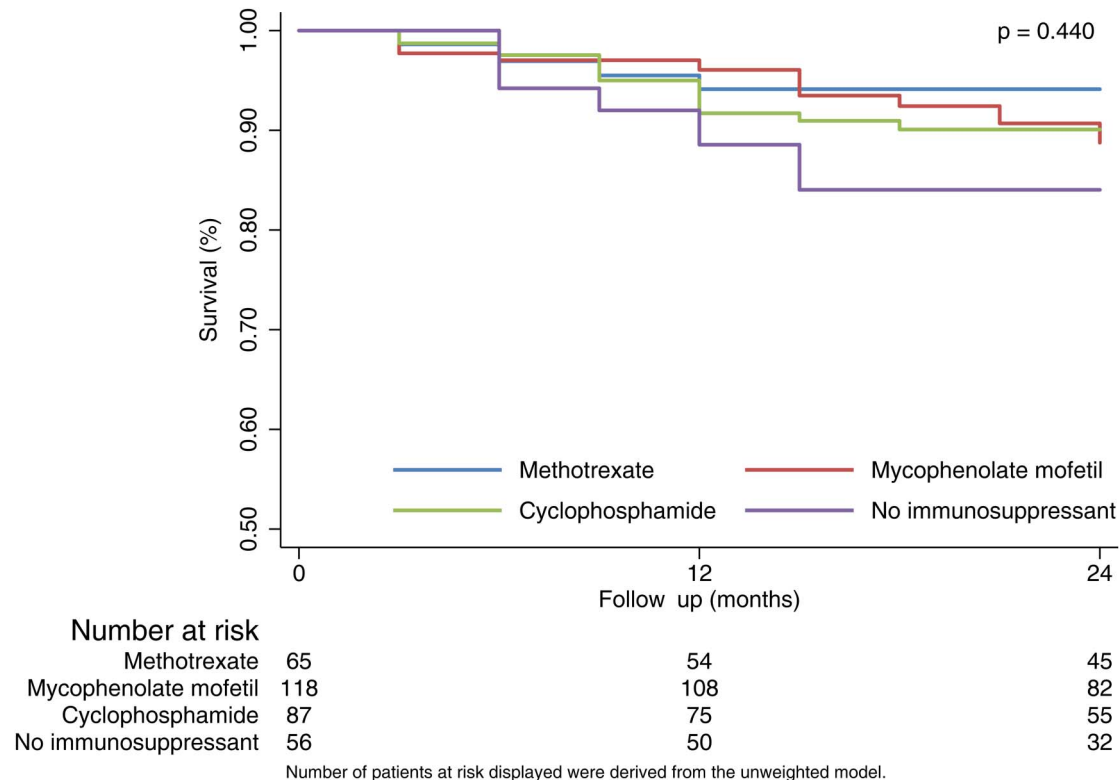 p = 0.440
1.00
0.90
0.80
0.70
0.60
0.50
Survival (%)
Methotrexate
Mycophenolate mofetil
Cyclophosphamide
No immunosuppressant
0 12 24
Follow up (months)
Number at risk
Methotrexate 65 54 45
Mycophenolate mofetil 118 108 82
Cyclophosphamide 87 75 55
No immunosuppressant 56 50 32
Number of patients at risk displayed were derived from the unweighted model.